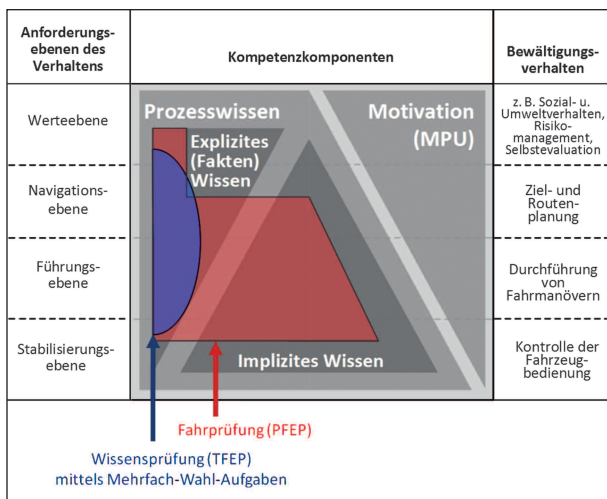 Anforderungs-
ebenen des
Verhaltens
Kompetenzkomponenten
Bewältigungs-
verhalten
Werteebene
Prozesswissen
Motivation
(MPU)
Explizites
(Fakten)
Wissen
z. B. Sozial- u.
Umweltverhalten,
Risiko-
management,
Selbstevaluation
Navigations-
ebene
Ziel- und
Routen-
planung
Führungs-
ebene
Durchführung
von
Fahrmanövern
Stabilisierungs-
ebene
Implizites Wissen
Kontrolle der
Fahrzeug-
bedienung
Fahrprüfung (PFEP)
Wissensprüfung (TFEP)
mittels Mehrfach-Wahl-Aufgaben